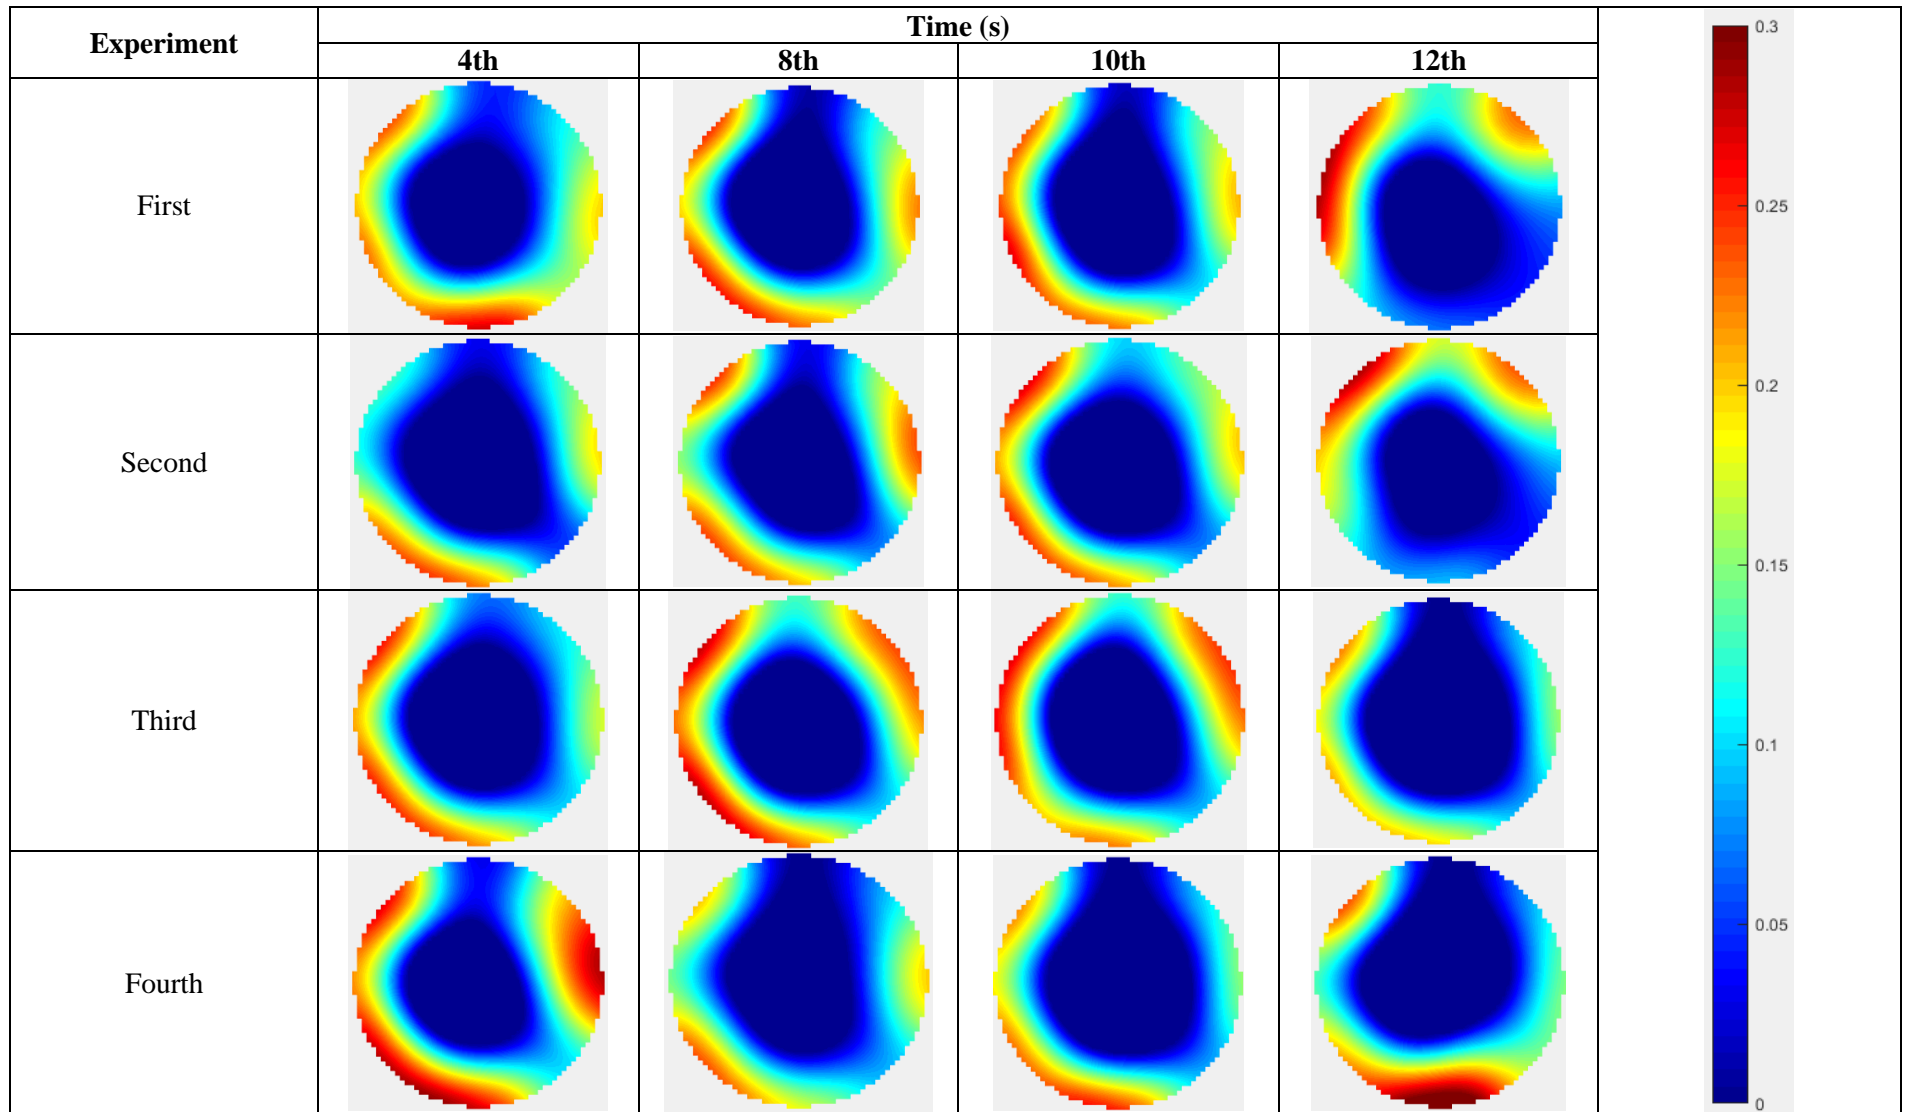 Experiment
Time (s)
4th 8th 10th 12th
First
Second
Third
Fourth
0.3
0.25
0.2
0.15
0.1
0.05
0